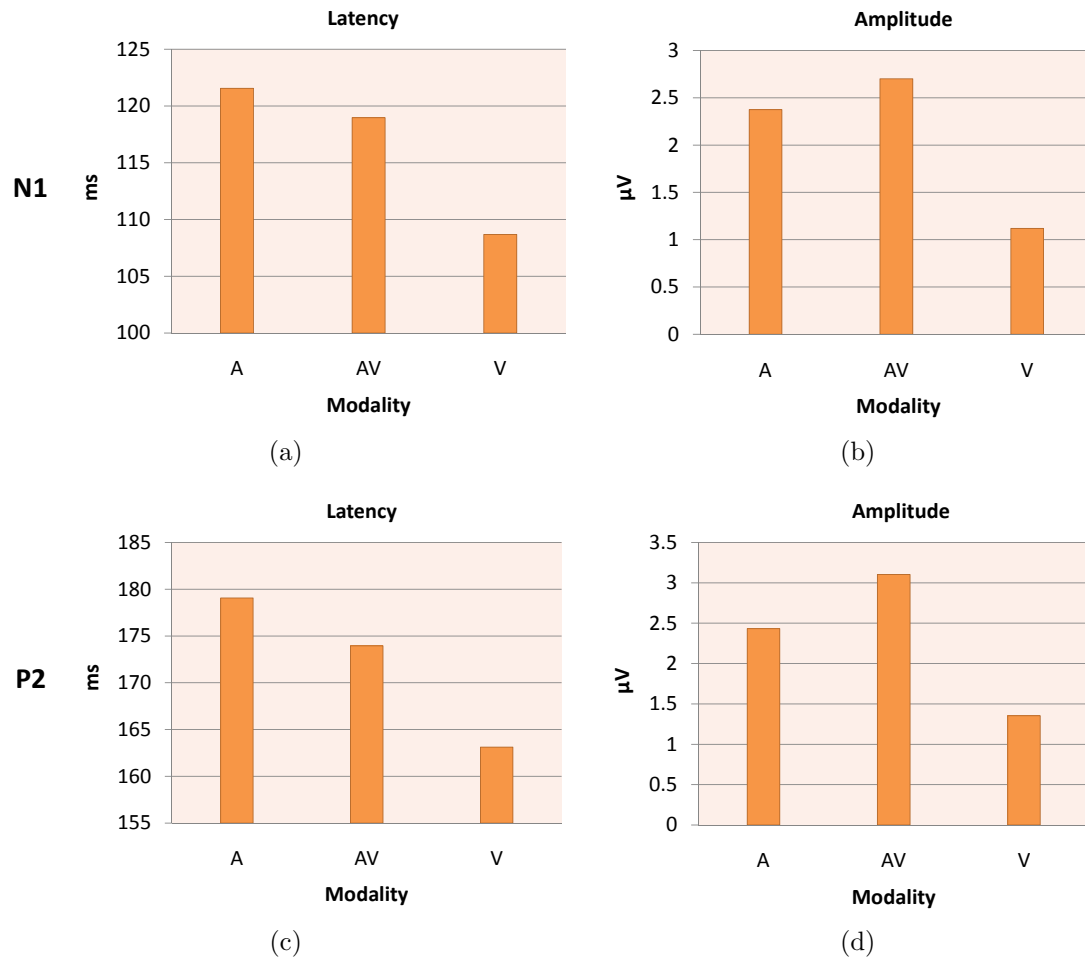 Latency
125
120
115
110
105
100
ms
N1
A AV V
Modality
(a)
Amplitude
3
2.5
2
1.5
1
0.5
0
µV
A AV V
Modality
(b)
Latency
185
180
175
170
165
160
155
ms
P2
A AV V
Modality
(c)
Amplitude
3.5
3
2.5
2
1.5
1
0.5
0
µV
A AV V
Modality
(d)